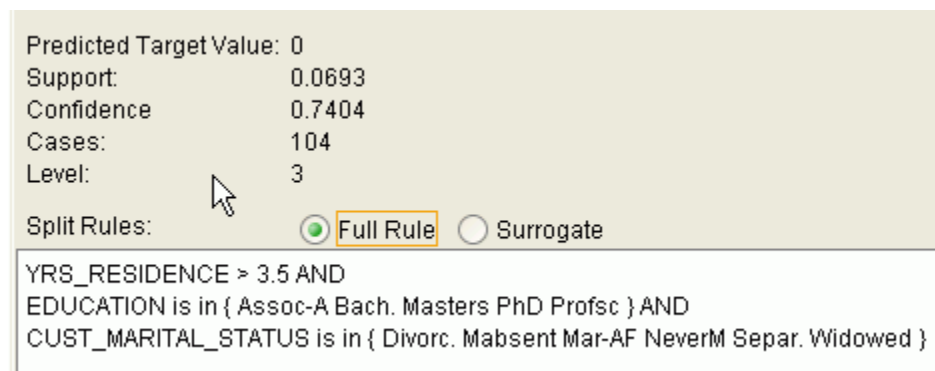 Predicted Target Value: 0
Support: 0.0693
Confidence 0.7404
Cases: 104
Level: 3
Split Rules: Full Rule Surrogate
YRS_RESIDENCE > 3.5 AND
EDUCATION is in { Assoc-A Bach. Masters PhD Profsc } AND
CUST_MARITAL_STATUS is in { Divorc. Mabsent Mar-AF NeverM Separ. Widowed }